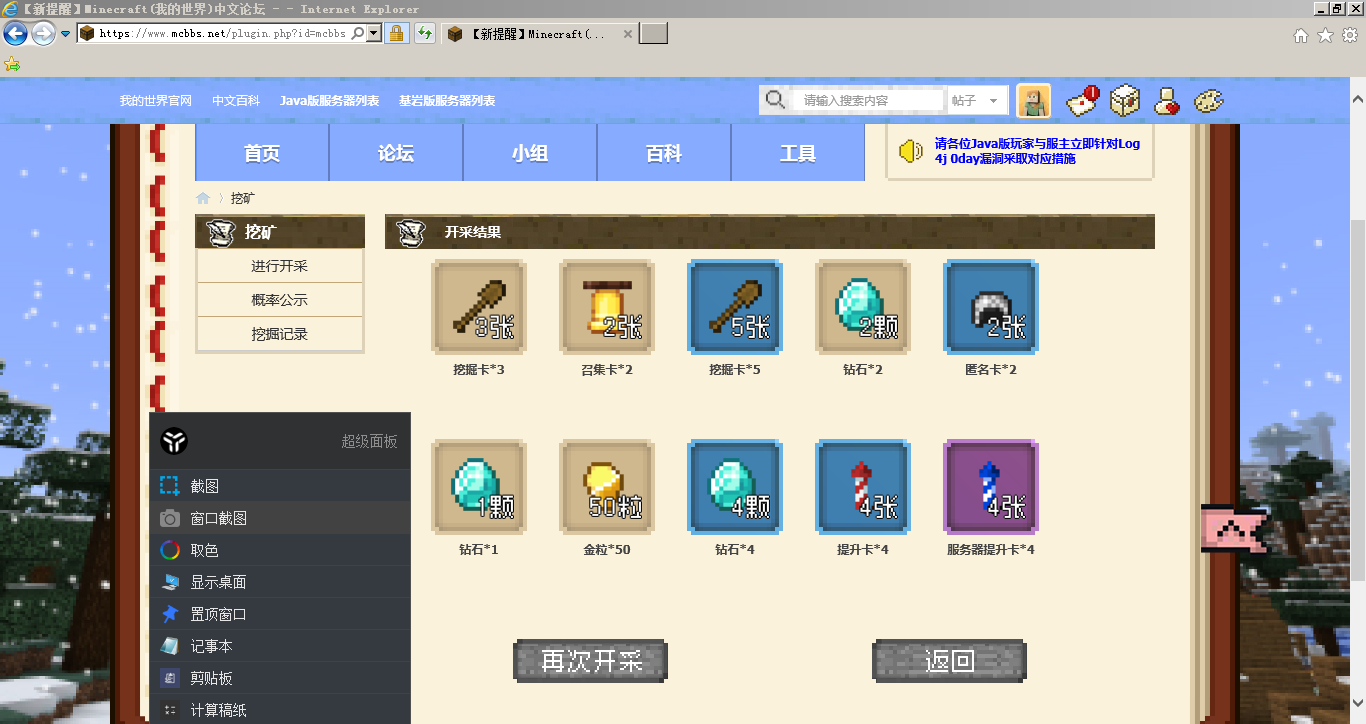 【新提醒】Minecraft(我的世界)中文论坛 - - Internet Explorer
https://www.mcbbs.net/plugin.php?id=mcbbs
【新提醒】Minecraft(...
我的世界官网 中文百科 Java版服务器列表 基岩版服务器列表
请输入搜索内容 帖子
首页 论坛 小组 百科 工具
请各位Java版玩家与服主立即针对Log
4j 0day漏洞采取对应措施
挖矿
挖矿
进行开采
概率公示
挖掘记录
开采结果
3张 2张 5张 2颗 2张
挖掘卡*3 召集卡*2 挖掘卡*5 钻石*2 匿名卡*2
1颗 50粒 4颗 4张 4张
钻石*1 金粒*50 钻石*4 提升卡*4 服务器提升卡*4
再次开采 返回
超级面板
截图
窗口截图
取色
显示桌面
置顶窗口
记事本
剪贴板
计算稿纸